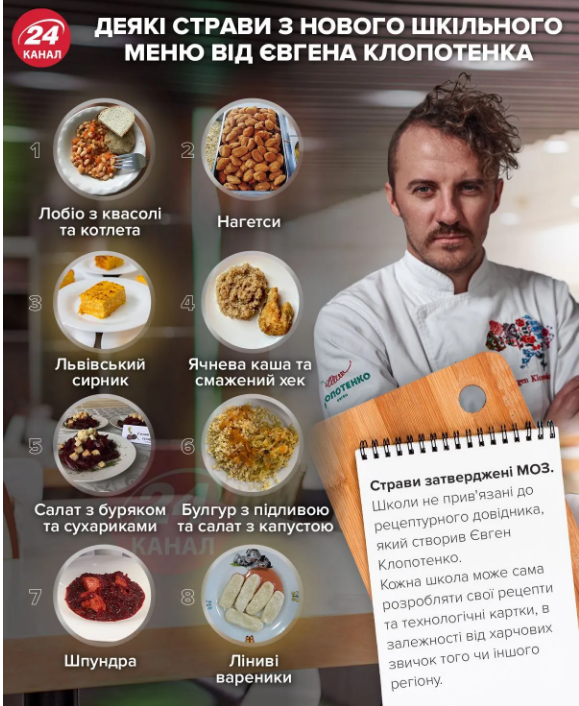 24
КАНАЛ
ДЕЯКІ СТРАВИ З НОВОГО ШКІЛЬНОГО
МЕНЮ ВІД ЄВГЕНА КЛОПОТЕНКА
1
Лобіо з квасолі
та котлета
2
Нагетси
3
Львівський
сирник
4
Ячнева каша та
смажений хек
5
Салат з буряком
та сухариками
6
Булгур з підливою
та салат з капустою
7
Шпундра
8
Ліниві
вареники
24
КАНАЛ
Страви затверджені МОЗ.
Школи не прив'язані до
рецептурного довідника,
який створив Євген
Клопотенко.
Кожна школа може сама
розробляти свої рецепти
та технологічні картки, в
залежності від харчових
звичок того чи іншого
регіону.